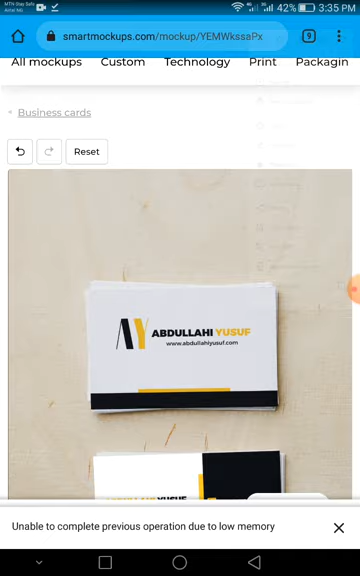 MTN-Stay Safe
Airtel NG
42%
3:35 PM
smartmockups.com/mockup/YEMWkssaPx
9
All mockups
Custom
Technology
Print
Packagin
Business cards
Reset
AY
ABDULLAHI YUSUF
www.abdullahiyusuf.com
Unable to complete previous operation due to low memory